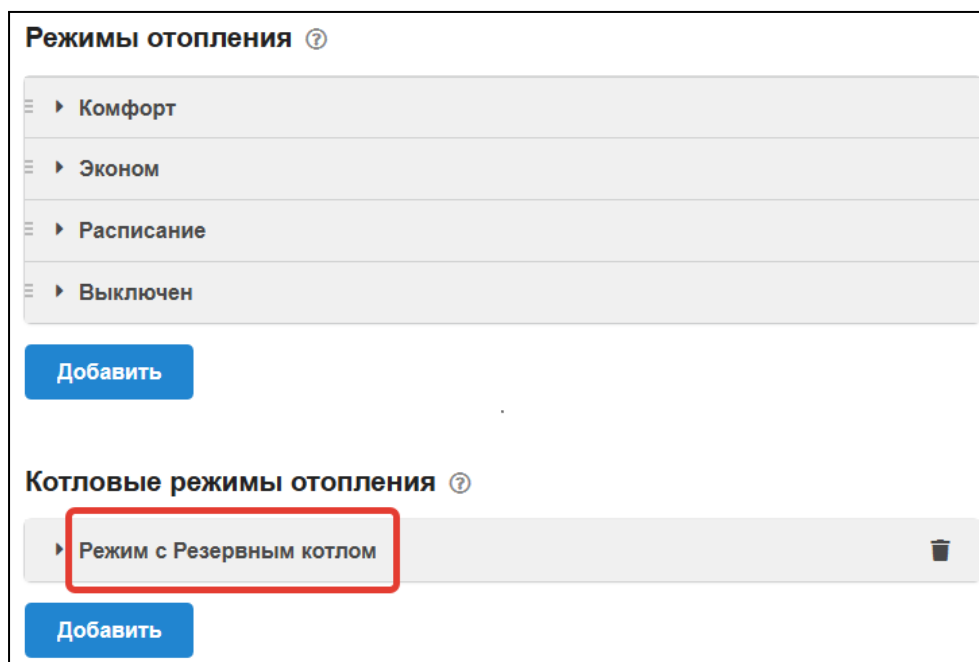 Режимы отопления ?
Комфорт
Эконом
Расписание
Выключен
Добавить
Котловые режимы отопления ?
Режим с Резервным котлом
Добавить